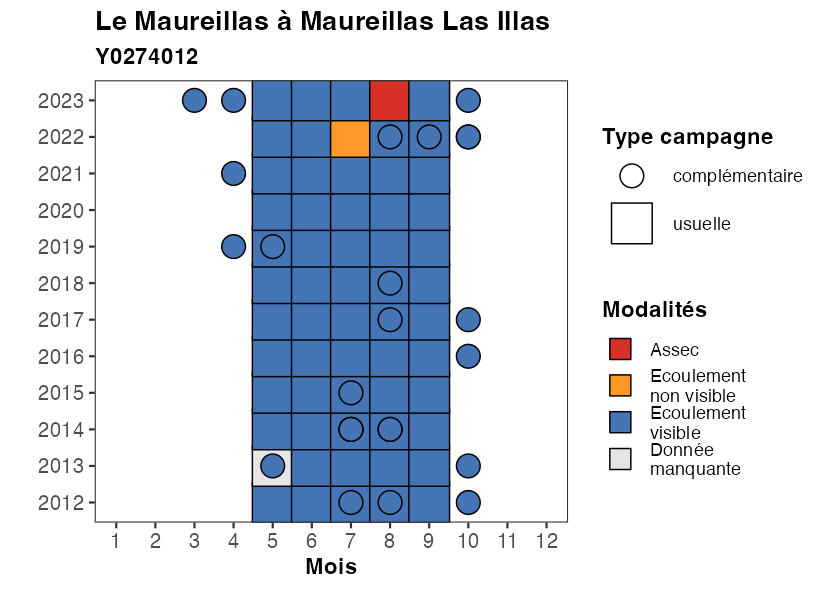 Le Maureillas à Maureillas Las Illas
Y0274012
2023
2022
2021
2020
2019
2018
2017
2016
2015
2014
2013
2012
1 2 3 4 5 6 7 8 9 10 11 12
Mois
Type campagne
complémentaire
usuelle
Modalités
Assec
Ecoulement
non visible
Ecoulement
visible
Donnée
manquante